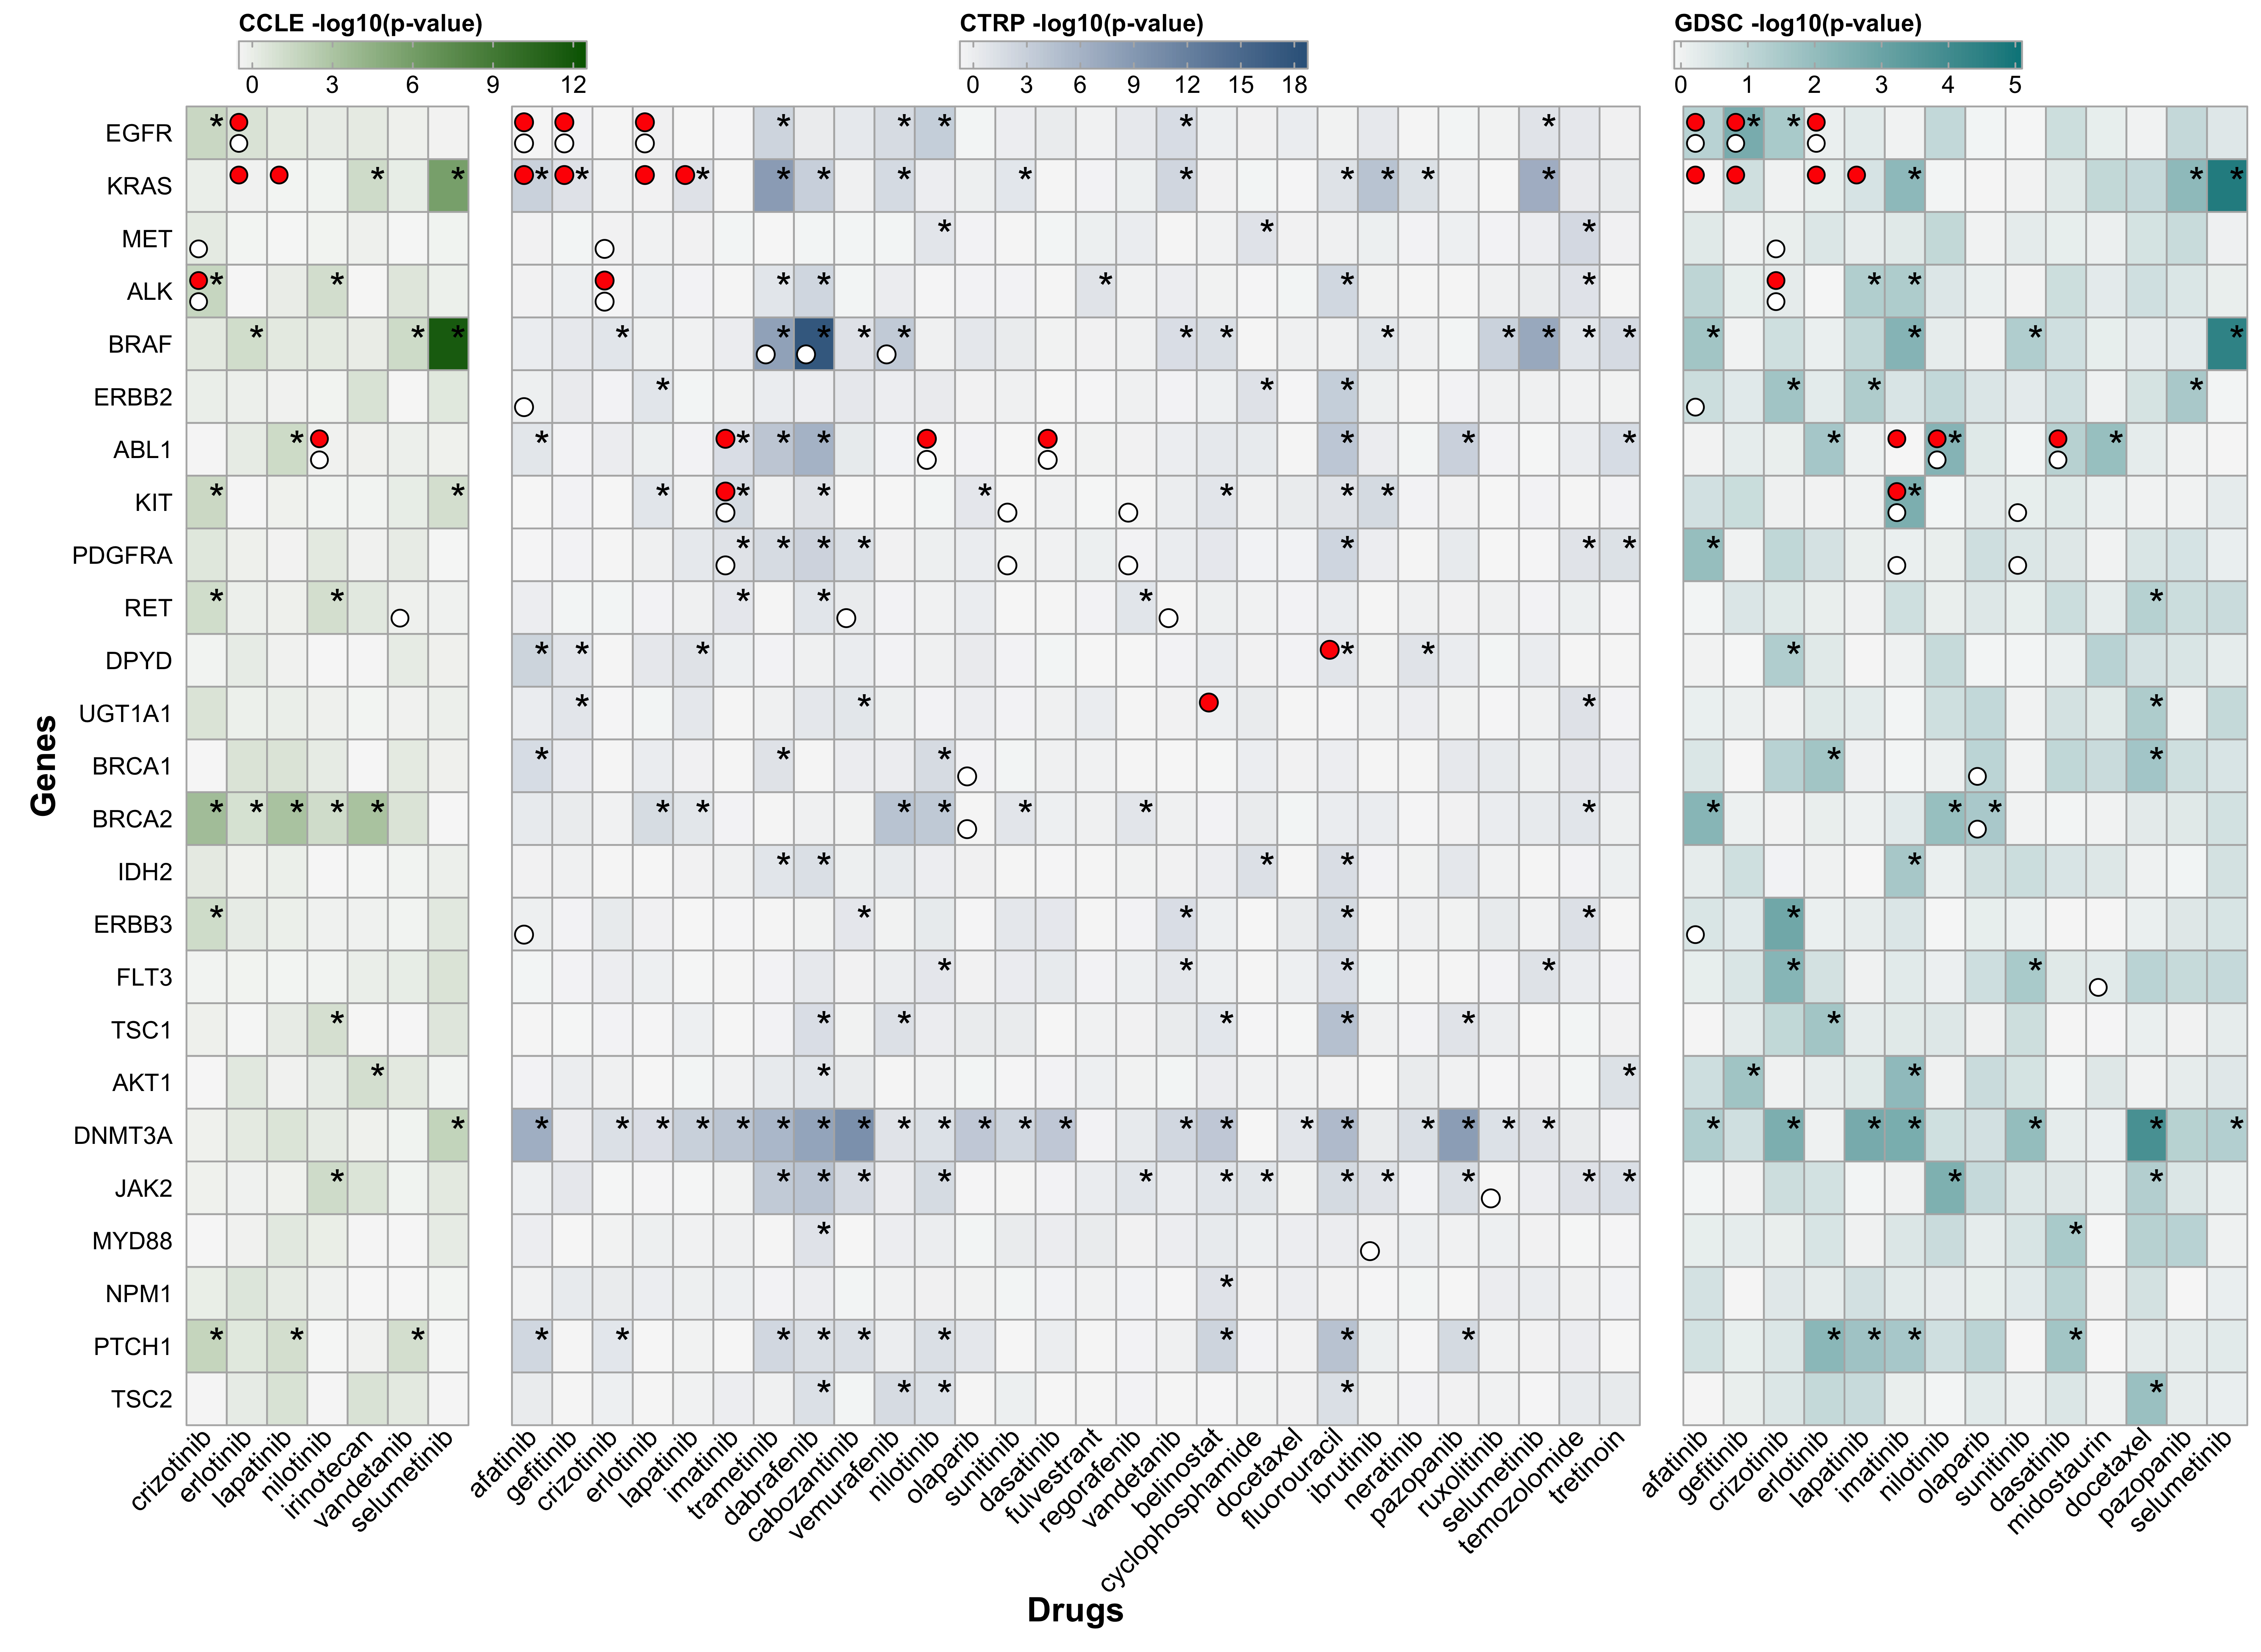 CCLE -log10(p-value) CTRP -log10(p-value) GDSC -log10(p-value)
0 3 6 9 12 0 3 6 9 12 15 18 0 1 2 3 4 5
EGFR
KRAS
MET
ALK
BRAF
ERBB2
ABL1
KIT
PDGFRA
RET
DPYD
UGT1A1
BRCA1
BRCA2
IDH2
ERBB3
FLT3
TSC1
AKT1
DNMT3A
JAK2
MYD88
NPM1
PTCH1
TSC2
Genes
crizotinib
erlotinib
lapatinib
nilotinib
irinotecan
vandetanib
selumetinib
afatinib
gefitinib
crizotinib
erlotinib
lapatinib
imatinib
trametinib
dabrafenib
cabozantinib
vemurafenib
nilotinib
olaparib
sunitinib
dasatinib
fulvestrant
regorafenib
vandetanib
belinostat
cyclophosphamide
docetaxel
fluorouracil
ibrutinib
neratinib
pazopanib
ruxolitinib
selumetinib
temozolomide
tretinoin
afatinib
gefitinib
crizotinib
erlotinib
lapatinib
imatinib
nilotinib
olaparib
sunitinib
dasatinib
midostaurin
docetaxel
pazopanib
selumetinib
Drugs